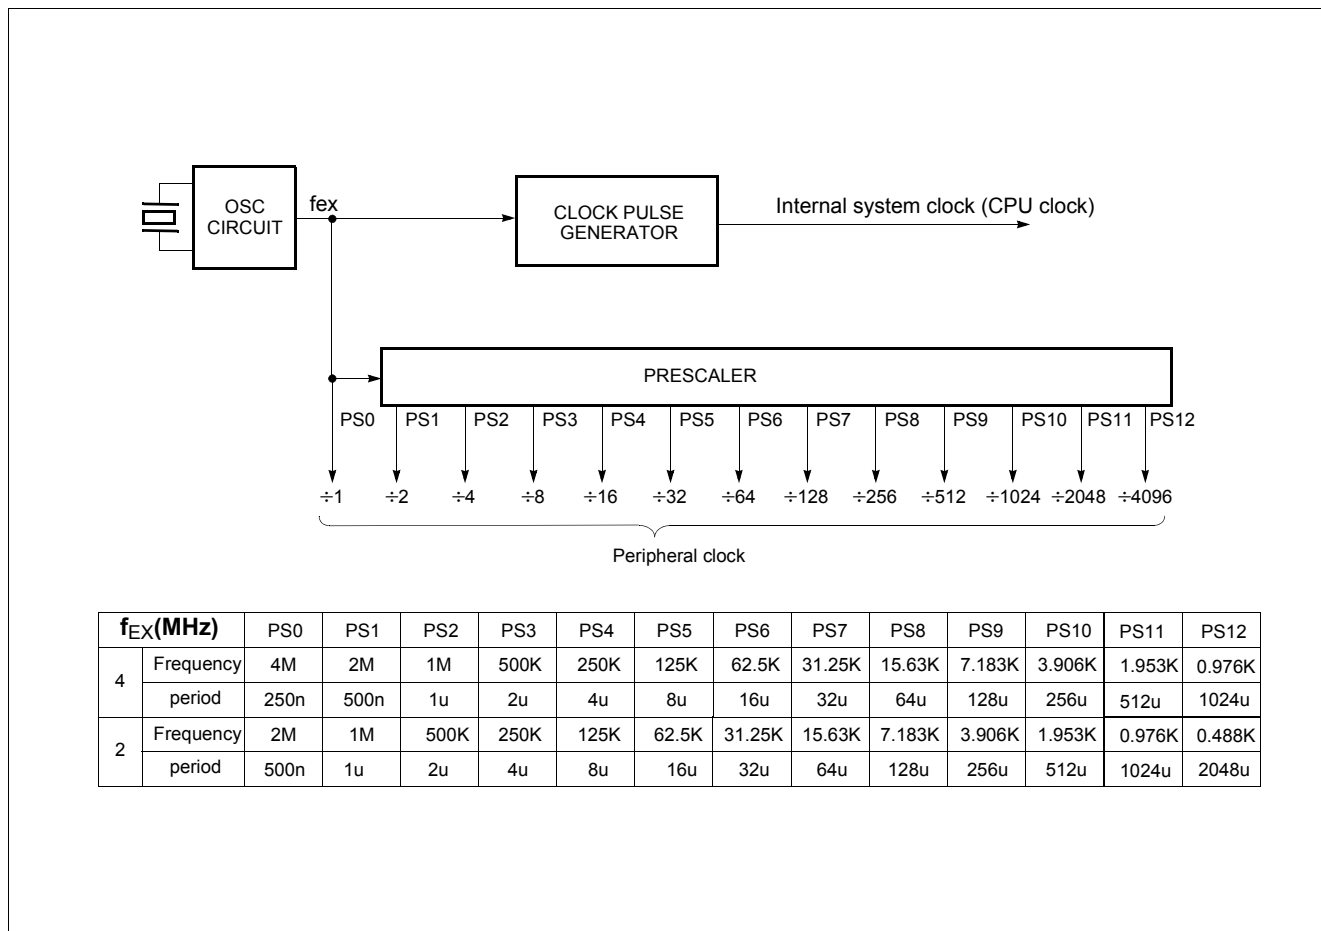 OSC
CIRCUIT
fex
CLOCK PULSE
GENERATOR
Internal system clock (CPU clock)
PRESCALER
PS0 PS1 PS2 PS3 PS4 PS5 PS6 PS7 PS8 PS9 PS10 PS11 PS12
÷1 ÷2 ÷4 ÷8 ÷16 ÷32 ÷64 ÷128 ÷256 ÷512 ÷1024 ÷2048 ÷4096
Peripheral clock
fEX(MHz) PS0 PS1 PS2 PS3 PS4 PS5 PS6 PS7 PS8 PS9 PS10 PS11 PS12
4 Frequency 4M 2M 1M 500K 250K 125K 62.5K 31.25K 15.63K 7.183K 3.906K 1.953K 0.976K
period 250n 500n 1u 2u 4u 8u 16u 32u 64u 128u 256u 512u 1024u
2 Frequency 2M 1M 500K 250K 125K 62.5K 31.25K 15.63K 7.183K 3.906K 1.953K 0.976K 0.488K
period 500n 1u 2u 4u 8u 16u 32u 64u 128u 256u 512u 1024u 2048u